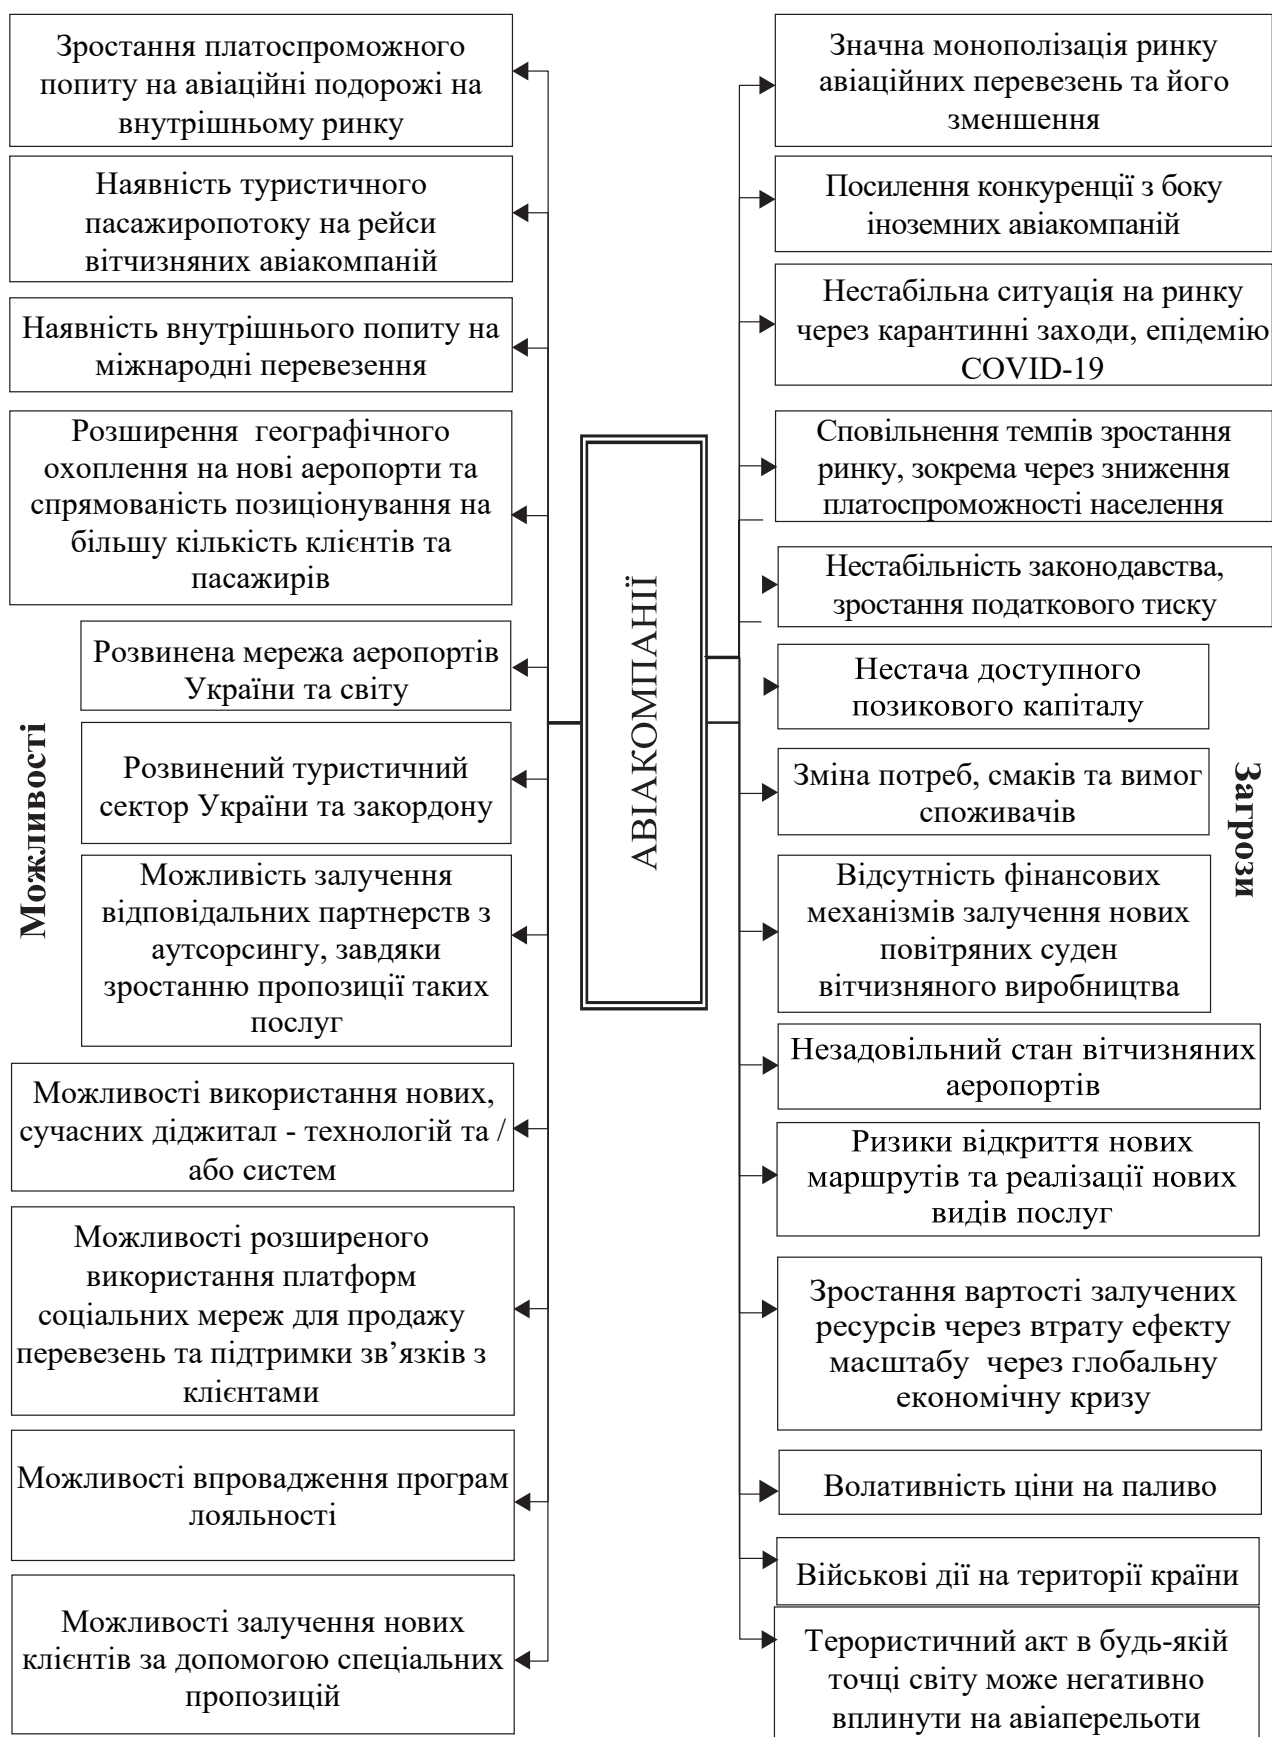 Зростання платоспроможного
попиту на авіаційні подорожі на
внутрішньому ринку
Наявність туристичного
пасажиропотоку на рейси
вітчизняних авіакомпаній
Наявність внутрішнього попиту на
міжнародні перевезення
Розширення географічного
охоплення на нові аеропорти та
спрямованість позиціонування на
більшу кількість клієнтів та
пасажирів
Розвинена мережа аеропортів
України та світу
Розвинений туристичний
сектор України та закордону
Можливість залучення
відповідальних партнерств з
аутсорсингу, завдяки
зростанню пропозиції таких
послуг
Можливості використання нових,
сучасних діджитал - технологій та /
або систем
Можливості розширеного
використання платформ
соціальних мереж для продажу
перевезень та підтримки зв’язків з
клієнтами
Можливості впровадження програм
лояльності
Можливості залучення нових
клієнтів за допомогою спеціальних
пропозицій
Можливості
АВІАКОМПАНІЇ
Значна монополізація ринку
авіаційних перевезень та його
зменшення
Посилення конкуренції з боку
іноземних авіакомпаній
Нестабільна ситуація на ринку
через карантинні заходи, епідемію
COVID-19
Сповільнення темпів зростання
ринку, зокрема через зниження
платоспроможності населення
Нестабільність законодавства,
зростання податкового тиску
Нестача доступного
позикового капіталу
Зміна потреб, смаків та вимог
споживачів
Відсутність фінансових
механізмів залучення нових
повітряних суден
вітчизняного виробництва
Незадовільний стан вітчизняних
аеропортів
Ризики відкриття нових
маршрутів та реалізації нових
видів послуг
Зростання вартості залучених
ресурсів через втрату ефекту
масштабу через глобальну
економічну кризу
Волативність ціни на паливо
Військові дії на території країни
Терористичний акт в будь-якій
точці світу може негативно
вплинути на авіаперельоти
Загрози